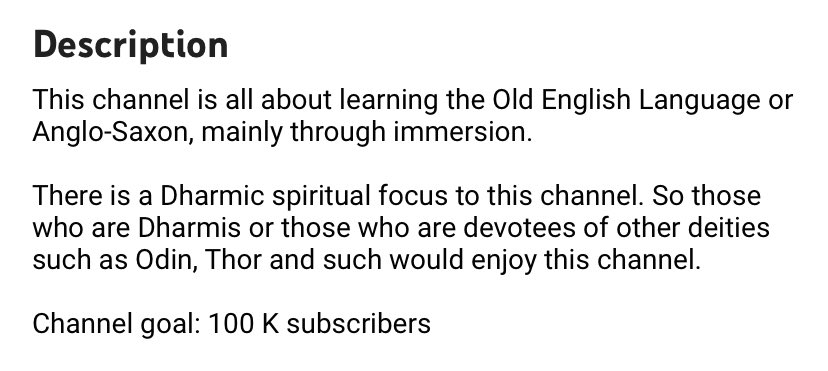 Description
This channel is all about learning the Old English Language or
Anglo-Saxon, mainly through immersion.
There is a Dharmic spiritual focus to this channel. So those
who are Dharmis or those who are devotees of other deities
such as Odin, Thor and such would enjoy this channel.
Channel goal: 100 K subscribers